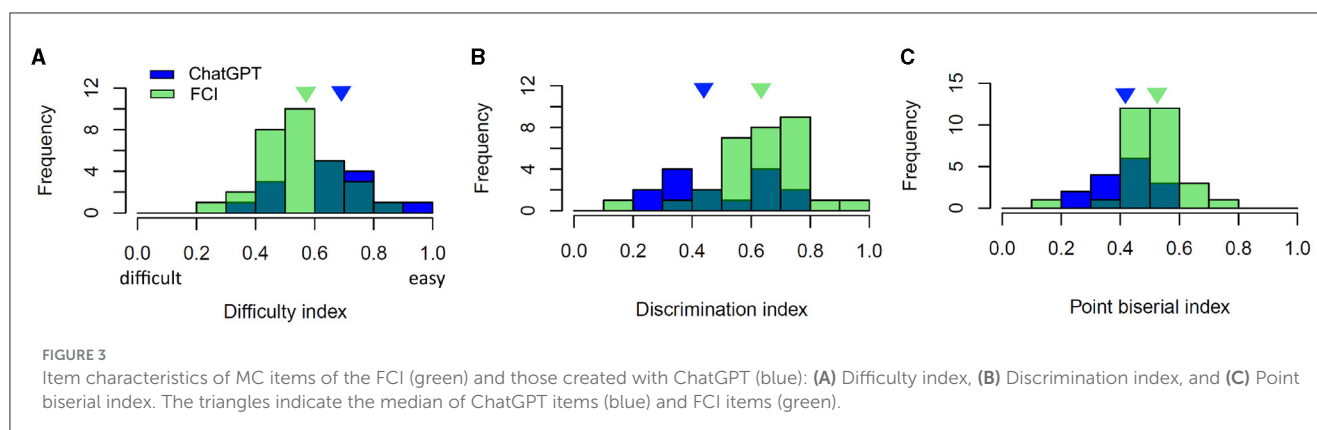 A
ChatGPT
FCI
Frequency
12
8
4
0
0.0 0.2 0.4 0.6 0.8 1.0
difficult easy
Difficulty index
B
Frequency
12
8
4
0
0.0 0.2 0.4 0.6 0.8 1.0
Discrimination index
C
Frequency
15
10
5
0
0.0 0.2 0.4 0.6 0.8 1.0
Point biserial index
FIGURE 3
Item characteristics of MC items of the FCI (green) and those created with ChatGPT (blue): (A) Difficulty index, (B) Discrimination index, and (C) Point
biserial index. The triangles indicate the median of ChatGPT items (blue) and FCI items (green).